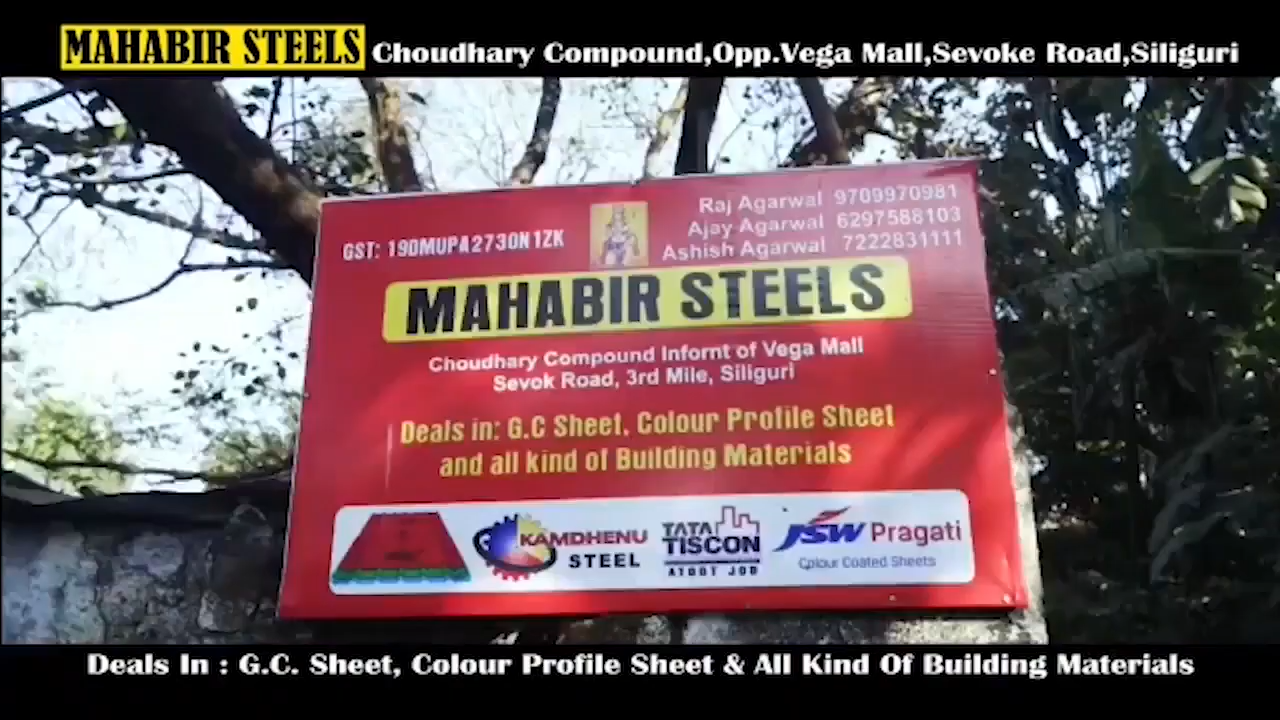 MAHABIR STEELS Choudhary Compound,Opp.Vega Mall,Sevoke Road,Siliguri
Raj Agarwal 9709970981
Ajay Agarwal 6297588103
Ashish Agarwal 7222831111
GST: 19DMUPA2730N1ZK
MAHABIR STEELS
Choudhary Compound Infornt of Vega Mall
Sevok Road, 3rd Mile, Siliguri
Deals in: G.C Sheet, Colour Profile Sheet
and all kind of Building Materials
KAMDHENU
STEEL
TATA
TISCON
ATOOT JOD
JSW Pragati
Colour Coated Sheets
Deals In : G.C. Sheet, Colour Profile Sheet & All Kind Of Building Materials